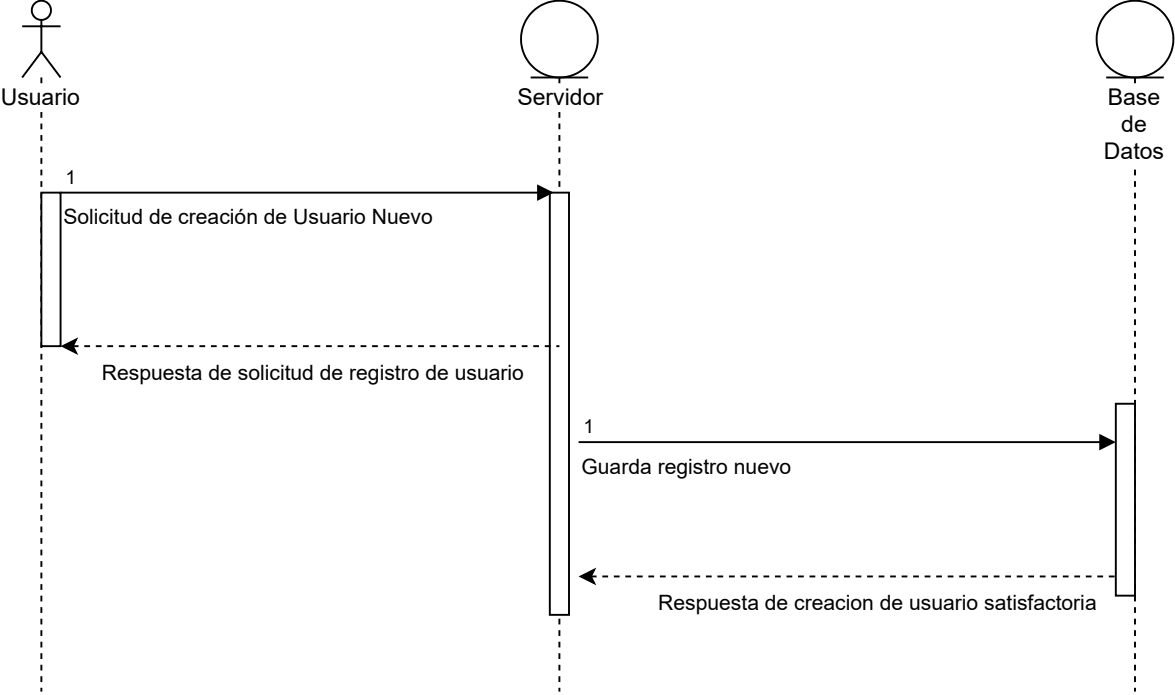 Usuario
Servidor
Base
de
Datos
1
Solicitud de creación de Usuario Nuevo
Respuesta de solicitud de registro de usuario
1
Guarda registro nuevo
Respuesta de creacion de usuario satisfactoria